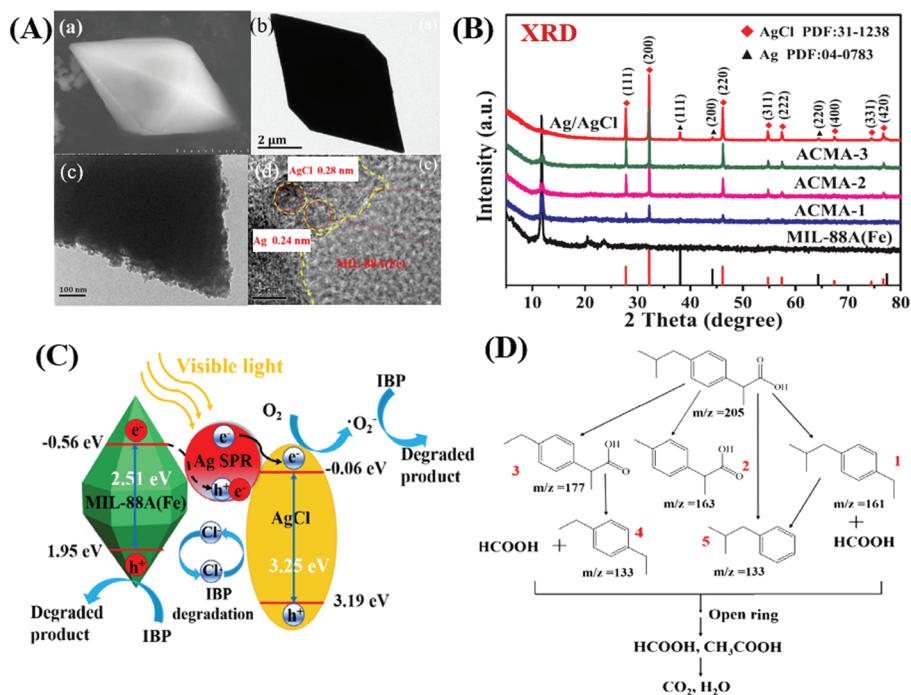 (A)
(a)
(b)
2 μm
(c)
100 nm
(d)
AgCl 0.28 nm
Ag 0.24 nm
MIL-88A(Fe)
(B)
XRD
AgCl PDF:31-1238
Ag PDF:04-0783
Intensity (a.u.)
(111)
(200)
(111)
(200)
(220)
(311)
(222)
(220)
(400)
(331)
(420)
Ag/AgCl
ACMA-3
ACMA-2
ACMA-1
MIL-88A(Fe)
10 20 30 40 50 60 70 80
2 Theta (degree)
(C)
Visible light
-0.56 eV
e-
2.51 eV
MIL-88A(Fe)
1.95 eV
h+
Degraded
product
IBP
e-
Ag SPR
h+ e-
Cl·
Cl-
IBP
degradation
O2
·O2-
IBP
Degraded
product
e-
-0.06 eV
AgCl
3.25 eV
3.19 eV
h+
(D)
O
OH
m/z =205
3
OH
O
m/z =177
2
OH
O
m/z =163
1
m/z =161
+
HCOOH
HCOOH +
4
m/z =133
5
m/z =133
Open ring
HCOOH, CH3COOH
CO2, H2O